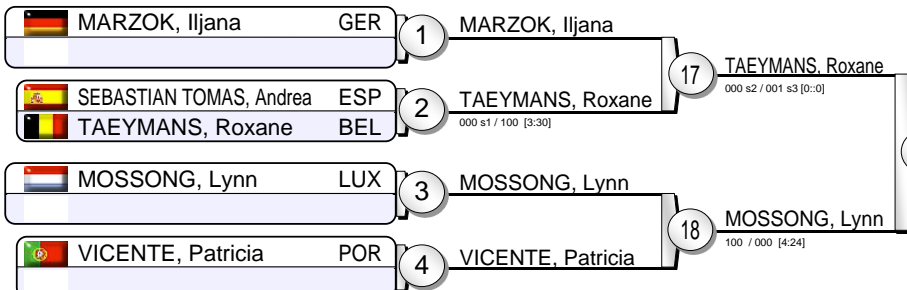 MARZOK, Iljana GER
1
MARZOK, Iljana
SEBASTIAN TOMAS, Andrea ESP
TAEYMANS, Roxane BEL
2
TAEYMANS, Roxane
000 s1 / 100 [3:30]
17
TAEYMANS, Roxane
000 s2 / 001 s3 [0::0]
MOSSONG, Lynn LUX
3
MOSSONG, Lynn
VICENTE, Patricia POR
4
VICENTE, Patricia
18
MOSSONG, Lynn
100 / 000 [4:24]